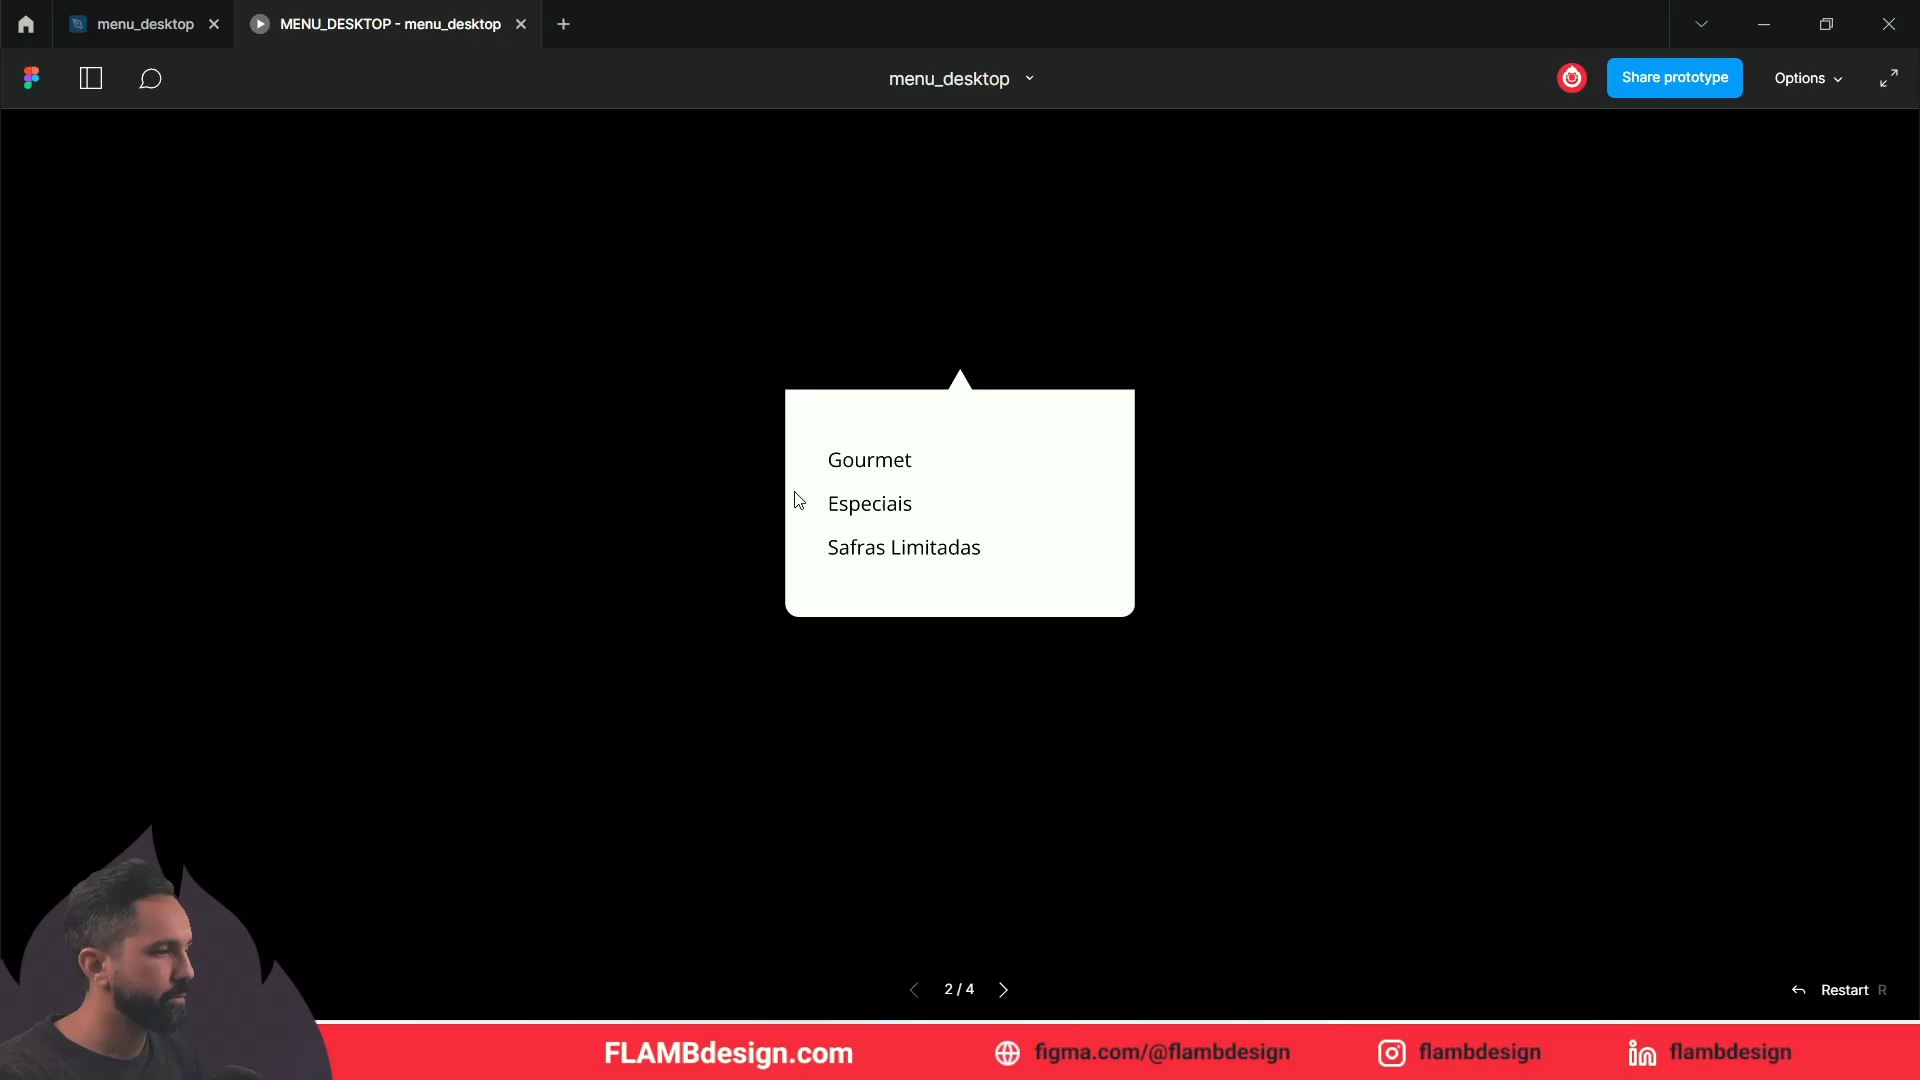 menu_desktop
MENU_DESKTOP - menu_desktop
menu_desktop
Share prototype
Options
Gourmet
Especiais
Safras Limitadas
2 / 4
Restart R
FLAMBdesign.com
figma.com/@flambdesign
flambdesign
in flambdesign